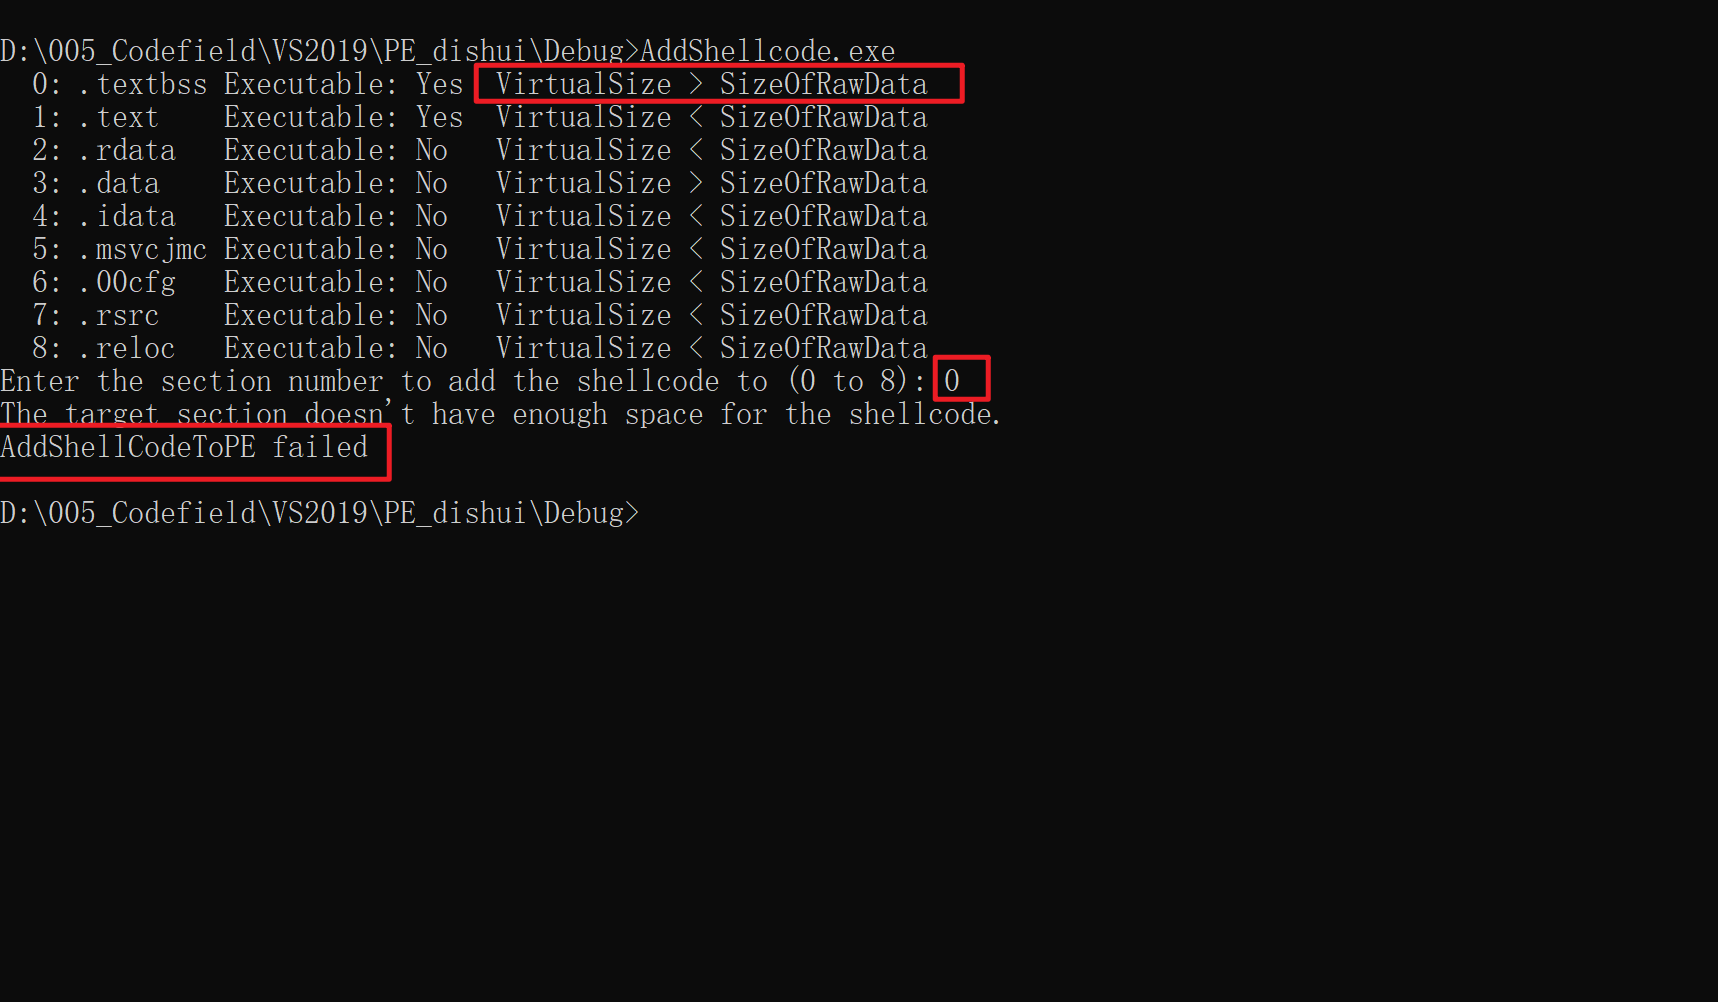 D:\005_Codefield\VS2019\PE_dishui\Debug>AddShellcode.exe
0: .textbss Executable: Yes VirtualSize > SizeOfRawData
1: .text Executable: Yes VirtualSize < SizeOfRawData
2: .rdata Executable: No VirtualSize < SizeOfRawData
3: .data Executable: No VirtualSize > SizeOfRawData
4: .idata Executable: No VirtualSize < SizeOfRawData
5: .msvcjmc Executable: No VirtualSize < SizeOfRawData
6: .00cfg Executable: No VirtualSize < SizeOfRawData
7: .rsrc Executable: No VirtualSize < SizeOfRawData
8: .reloc Executable: No VirtualSize < SizeOfRawData
Enter the section number to add the shellcode to (0 to 8): 0
The target section doesn't have enough space for the shellcode.
AddShellCodeToPE failed
D:\005_Codefield\VS2019\PE_dishui\Debug>